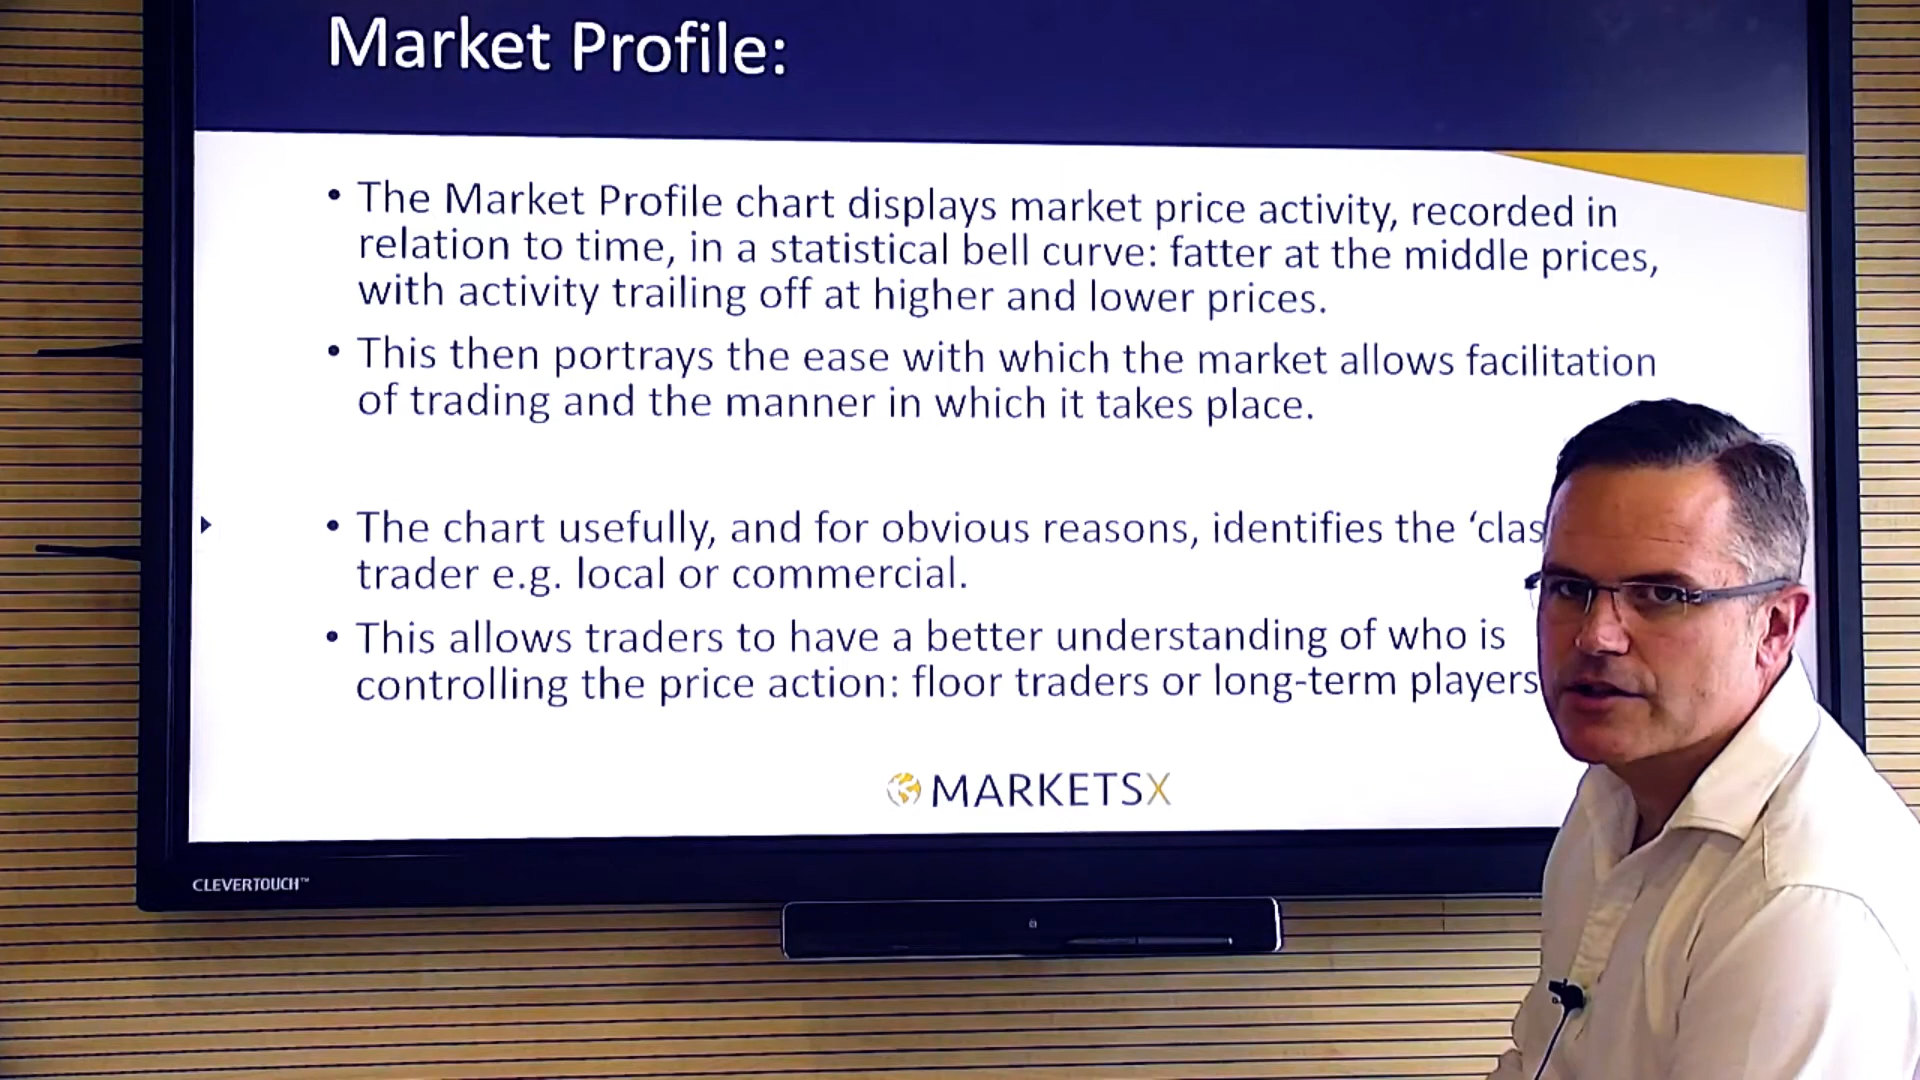 Market Profile:
• The Market Profile chart displays market price activity, recorded in
relation to time, in a statistical bell curve: fatter at the middle prices,
with activity trailing off at higher and lower prices.
• This then portrays the ease with which the market allows facilitation
of trading and the manner in which it takes place.
• The chart usefully, and for obvious reasons, identifies the ‘clas
trader e.g. local or commercial.
• This allows traders to have a better understanding of who is
controlling the price action: floor traders or long-term players
MARKETSX
CLEVERTOUCH™